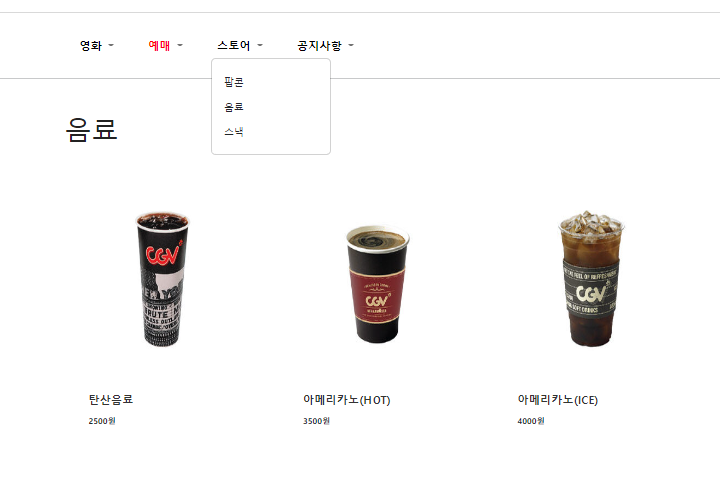 영화 예매 스토어 공지사항
팝콘
음료
스낵
음료
CGV
CGV
CGV
탄산음료 아메리카노(HOT) 아메리카노(ICE)
2500원 3500원 4000원